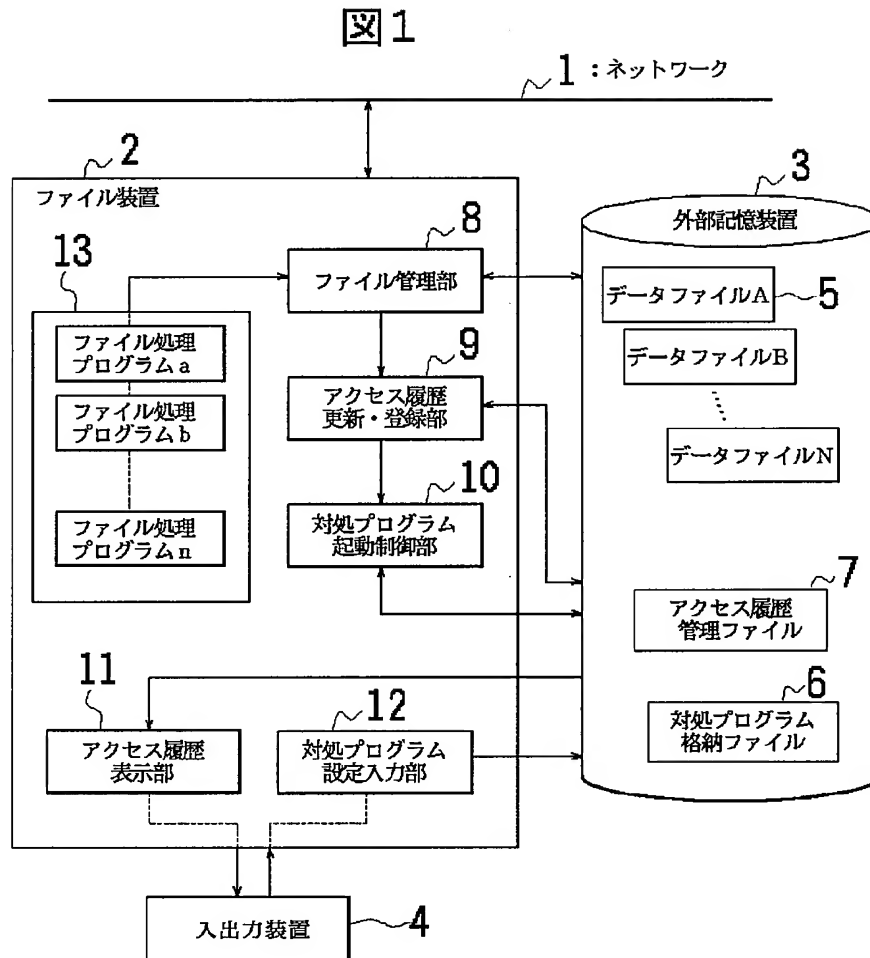 図1
1:ネットワーク
2
ファイル装置
3
外部記憶装置
8
ファイル管理部
13
ファイル処理
プログラムa
ファイル処理
プログラムb
ファイル処理
プログラムn
データファイルA
5
データファイルB
データファイルN
9
アクセス履歴
更新・登録部
10
対処プログラム
起動制御部
7
アクセス履歴
管理ファイル
6
対処プログラム
格納ファイル
11
アクセス履歴
表示部
12
対処プログラム
設定入力部
入出力装置
4